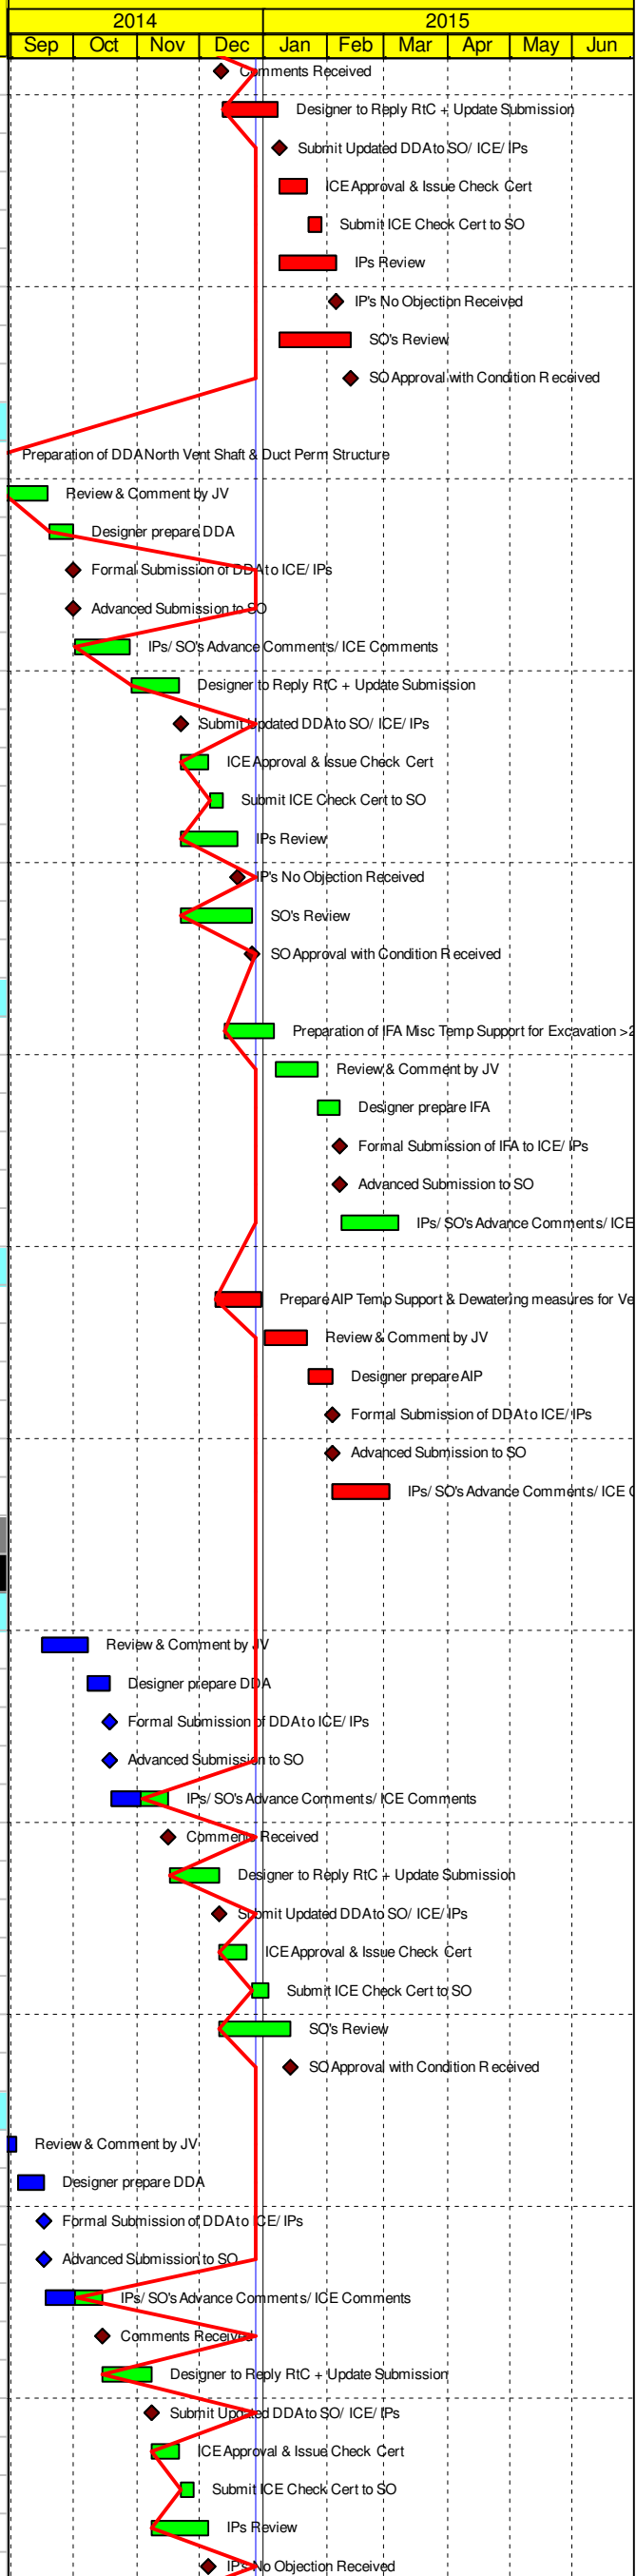 2014 2015
Sep Oct Nov Dec Jan Feb Mar Apr May Jun
Comments Received
Designer to Reply RtC + Update Submission
Submit Updated DDA to SO/ ICE/ IPs
ICE Approval & Issue Check Cert
Submit ICE Check Cert to SO
IPs Review
IP's No Objection Received
SO's Review
SO Approval with Condition Received
Preparation of DDA North Vent Shaft & Duct Perm Structure
Review & Comment by JV
Designer prepare DDA
Formal Submission of DDA to ICE/ IPs
Advanced Submission to SO
IPs/ SO's Advance Comments/ ICE Comments
Designer to Reply RtC + Update Submission
Submit Updated DDA to SO/ ICE/ IPs
ICE Approval & Issue Check Cert
Submit ICE Check Cert to SO
IPs Review
IP's No Objection Received
SO's Review
SO Approval with Condition Received
Preparation of IFA Misc Temp Support for Excavation >2
Review & Comment by JV
Designer prepare IFA
Formal Submission of IFA to ICE/ IPs
Advanced Submission to SO
IPs/ SO's Advance Comments/ ICE
Prepare AIP Temp Support & Dewatering measures for Ve
Review & Comment by JV
Designer prepare AIP
Formal Submission of DDA to ICE/ IPs
Advanced Submission to SO
IPs/ SO's Advance Comments/ ICE C
Review & Comment by JV
Designer prepare DDA
Formal Submission of DDA to ICE/ IPs
Advanced Submission to SO
IPs/ SO's Advance Comments/ ICE Comments
Comments Received
Designer to Reply RtC + Update Submission
Submit Updated DDA to SO/ ICE/ IPs
ICE Approval & Issue Check Cert
Submit ICE Check Cert to SO
SO's Review
SO Approval with Condition Received
Review & Comment by JV
Designer prepare DDA
Formal Submission of DDA to ICE/ IPs
Advanced Submission to SO
IPs/ SO's Advance Comments/ ICE Comments
Comments Received
Designer to Reply RtC + Update Submission
Submit Updated DDA to SO/ ICE/ IPs
ICE Approval & Issue Check Cert
Submit ICE Check Cert to SO
IPs Review
IP's No Objection Received